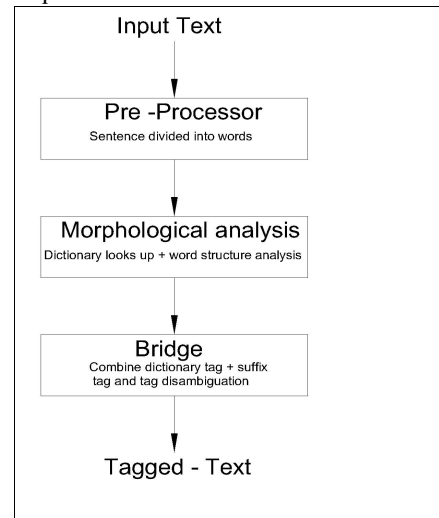 Input Text
Pre -Processor
Sentence divided into words
Morphological analysis
Dictionary looks up + word structure analysis
Bridge
Combine dictionary tag + suffix
tag and tag disambiguation
Tagged - Text